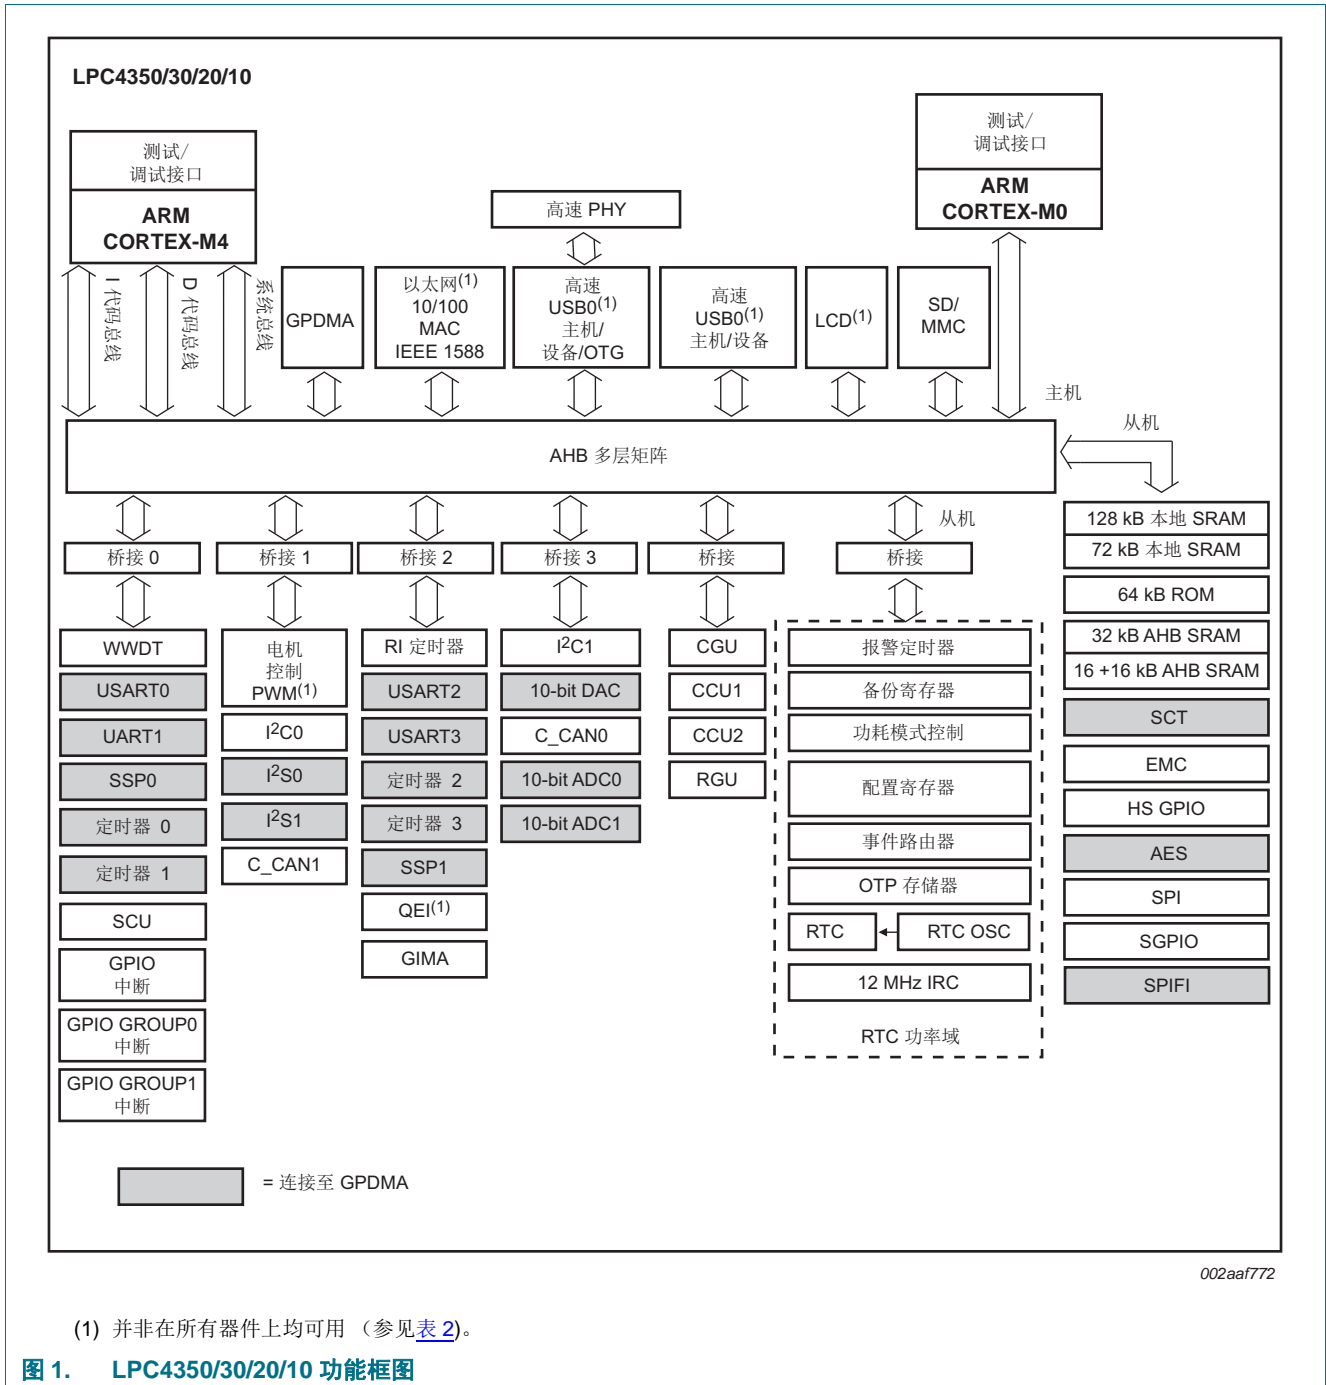 LPC4350/30/20/10
测试/
调试接口
ARM
CORTEX-M4
测试/
调试接口
ARM
CORTEX-M0
高速 PHY
I 代码总线
D 代码总线
系统总线
GPDMA
以太网(1)
10/100
MAC
IEEE 1588
高速
USB0(1)
主机/
设备/OTG
高速
USB0(1)
主机/设备
LCD(1)
SD/
MMC
主机
从机
AHB 多层矩阵
从机
桥接 0
桥接 1
桥接 2
桥接 3
桥接
桥接
WWDT
USART0
UART1
SSP0
定时器 0
定时器 1
SCU
GPIO
中断
GPIO GROUP0
中断
GPIO GROUP1
中断
电机
控制
PWM(1)
I2C0
I2S0
I2S1
C_CAN1
RI 定时器
USART2
USART3
定时器 2
定时器 3
SSP1
QEI(1)
GIMA
I2C1
10-bit DAC
C_CAN0
10-bit ADC0
10-bit ADC1
CGU
CCU1
CCU2
RGU
报警定时器
备份寄存器
功耗模式控制
配置寄存器
事件路由器
OTP 存储器
RTC
RTC OSC
12 MHz IRC
RTC 功率域
128 kB 本地 SRAM
72 kB 本地 SRAM
64 kB ROM
32 kB AHB SRAM
16 +16 kB AHB SRAM
SCT
EMC
HS GPIO
AES
SPI
SGPIO
SPIFI
= 连接至 GPDMA
002aaf772
(1) 并非在所有器件上均可用 （参见表 2)。
图 1. LPC4350/30/20/10 功能框图